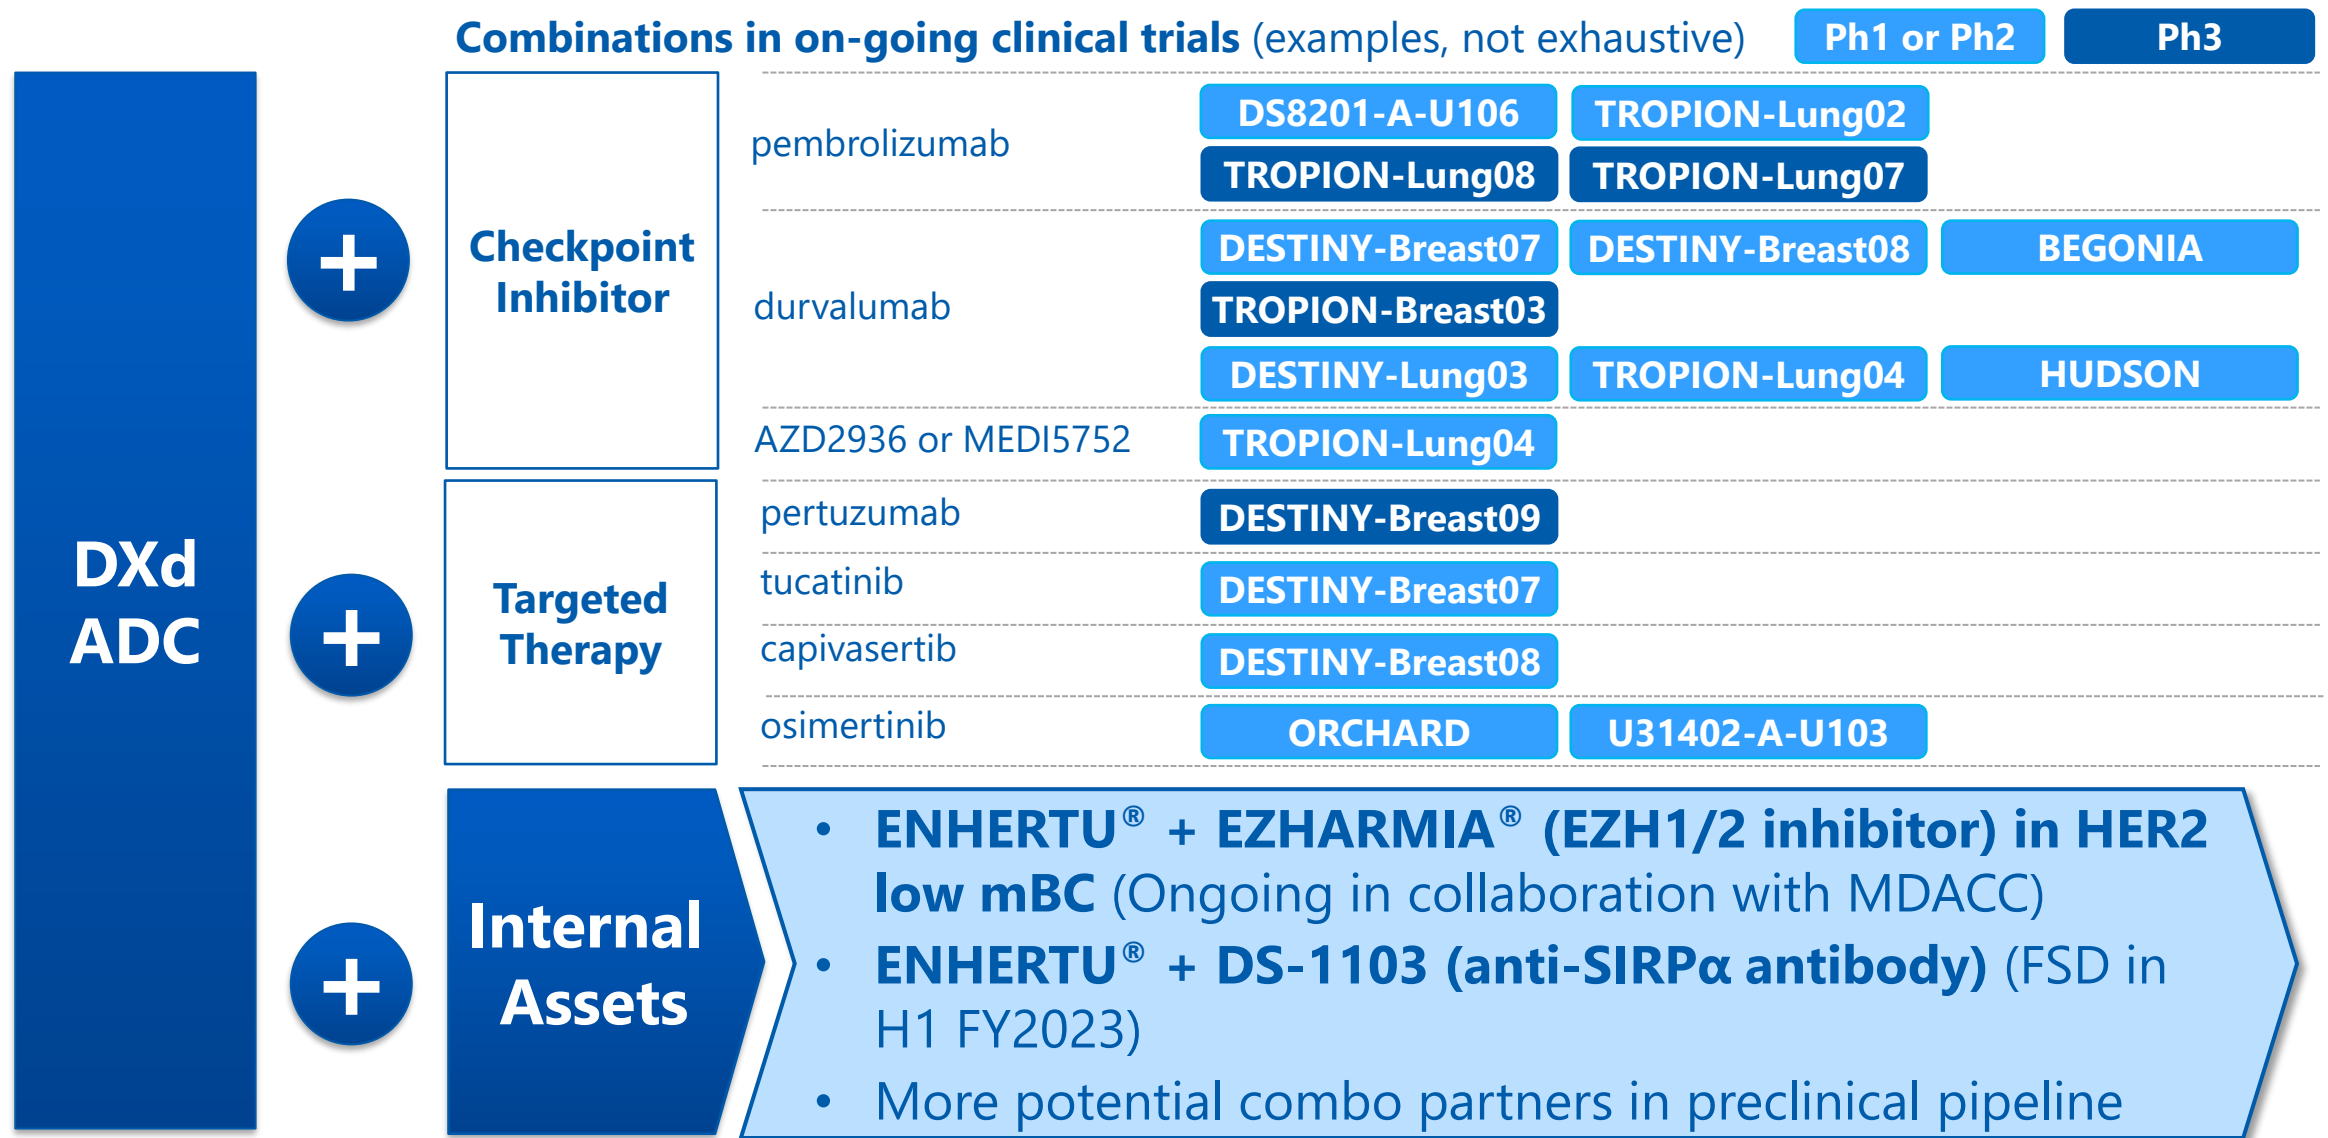 Combinations in on-going clinical trials (examples, not exhaustive)
Ph1 or Ph2
Ph3
DXd
ADC
+
Checkpoint
Inhibitor
pembrolizumab
DS8201-A-U106
TROPION-Lung02
TROPION-Lung08
TROPION-Lung07
durvalumab
DESTINY-Breast07
DESTINY-Breast08
BEGONIA
TROPION-Breast03
DESTINY-Lung03
TROPION-Lung04
HUDSON
AZD2936 or MEDI5752
TROPION-Lung04
+
Targeted
Therapy
pertuzumab
DESTINY-Breast09
tucatinib
DESTINY-Breast07
capivasertib
DESTINY-Breast08
osimertinib
ORCHARD
U31402-A-U103
+
Internal
Assets
• ENHERTU® + EZHARMIA® (EZH1/2 inhibitor) in HER2
low mBC (Ongoing in collaboration with MDACC)
• ENHERTU® + DS-1103 (anti-SIRPα antibody) (FSD in
H1 FY2023)
• More potential combo partners in preclinical pipeline